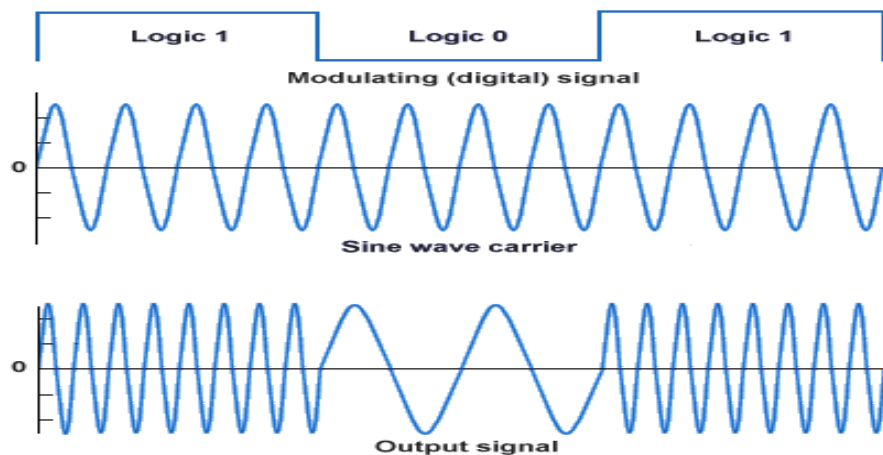 Logic 1 Logic 0 Logic 1
Modulating (digital) signal
0
Sine wave carrier
0
Output signal